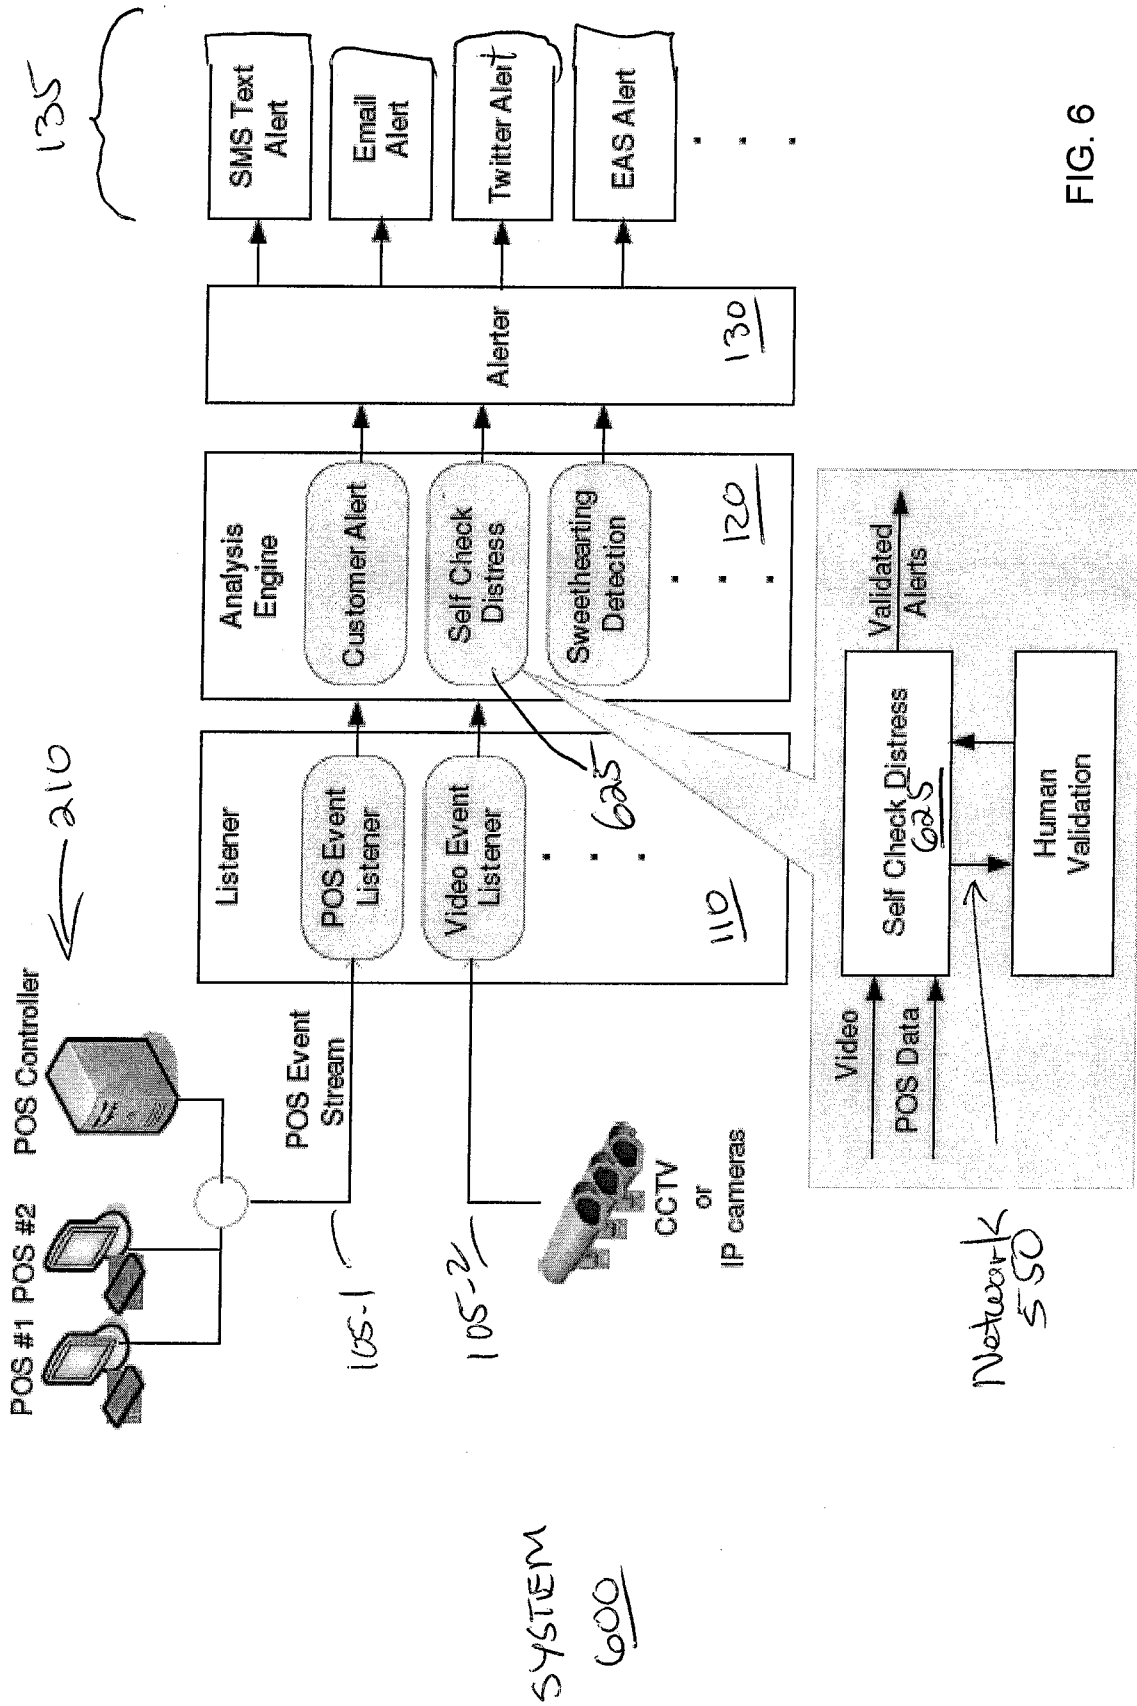 POS #1 POS #2
POS Controller
210
POS Event
Stream
105-1
105-2
CCTV
or
IP cameras
Listener
POS Event
Listener
Video Event
Listener
110
625
Analysis
Engine
Customer Alert
Self Check
Distress
Sweethearting
Detection
120
Alerter
130
135
SMS Text
Alert
Email
Alert
Twitter Alert
EAS Alert
Video
POS Data
Self Check Distress
625
Validated
Alerts
Human
Validation
Network
550
SYSTEM
600
FIG. 6